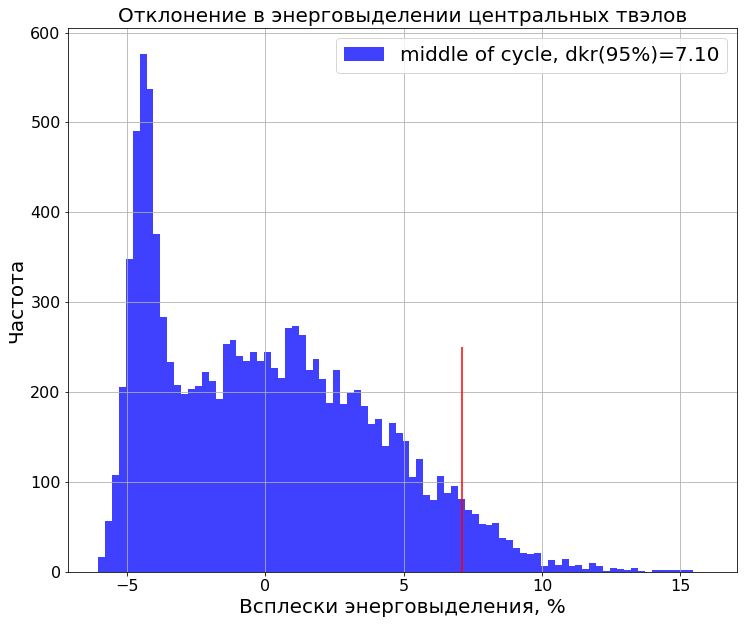 Отклонение в энерговыделении центральных твэлов
middle of cycle, dkr(95%)=7.10
600
500
400
300
200
100
0
Частота
−5 0 5 10 15
Всплески энерговыделения, %